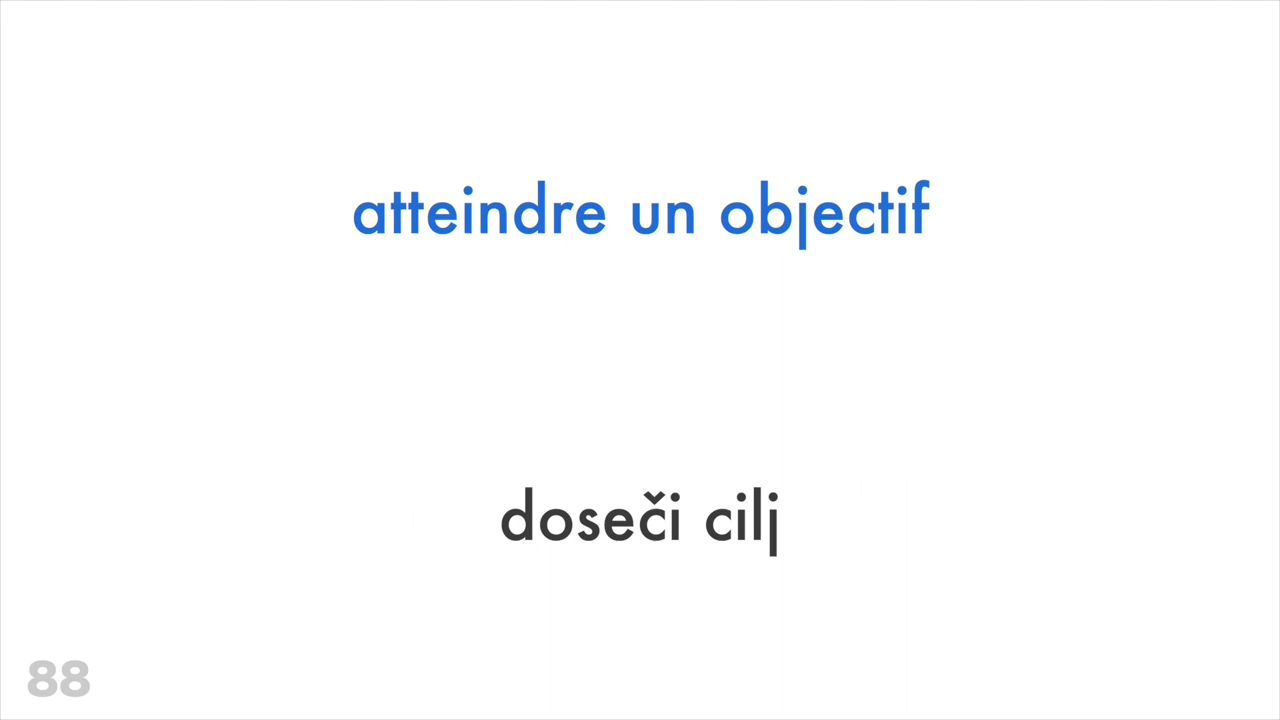 atteindre un objectif
doseči cilj
88